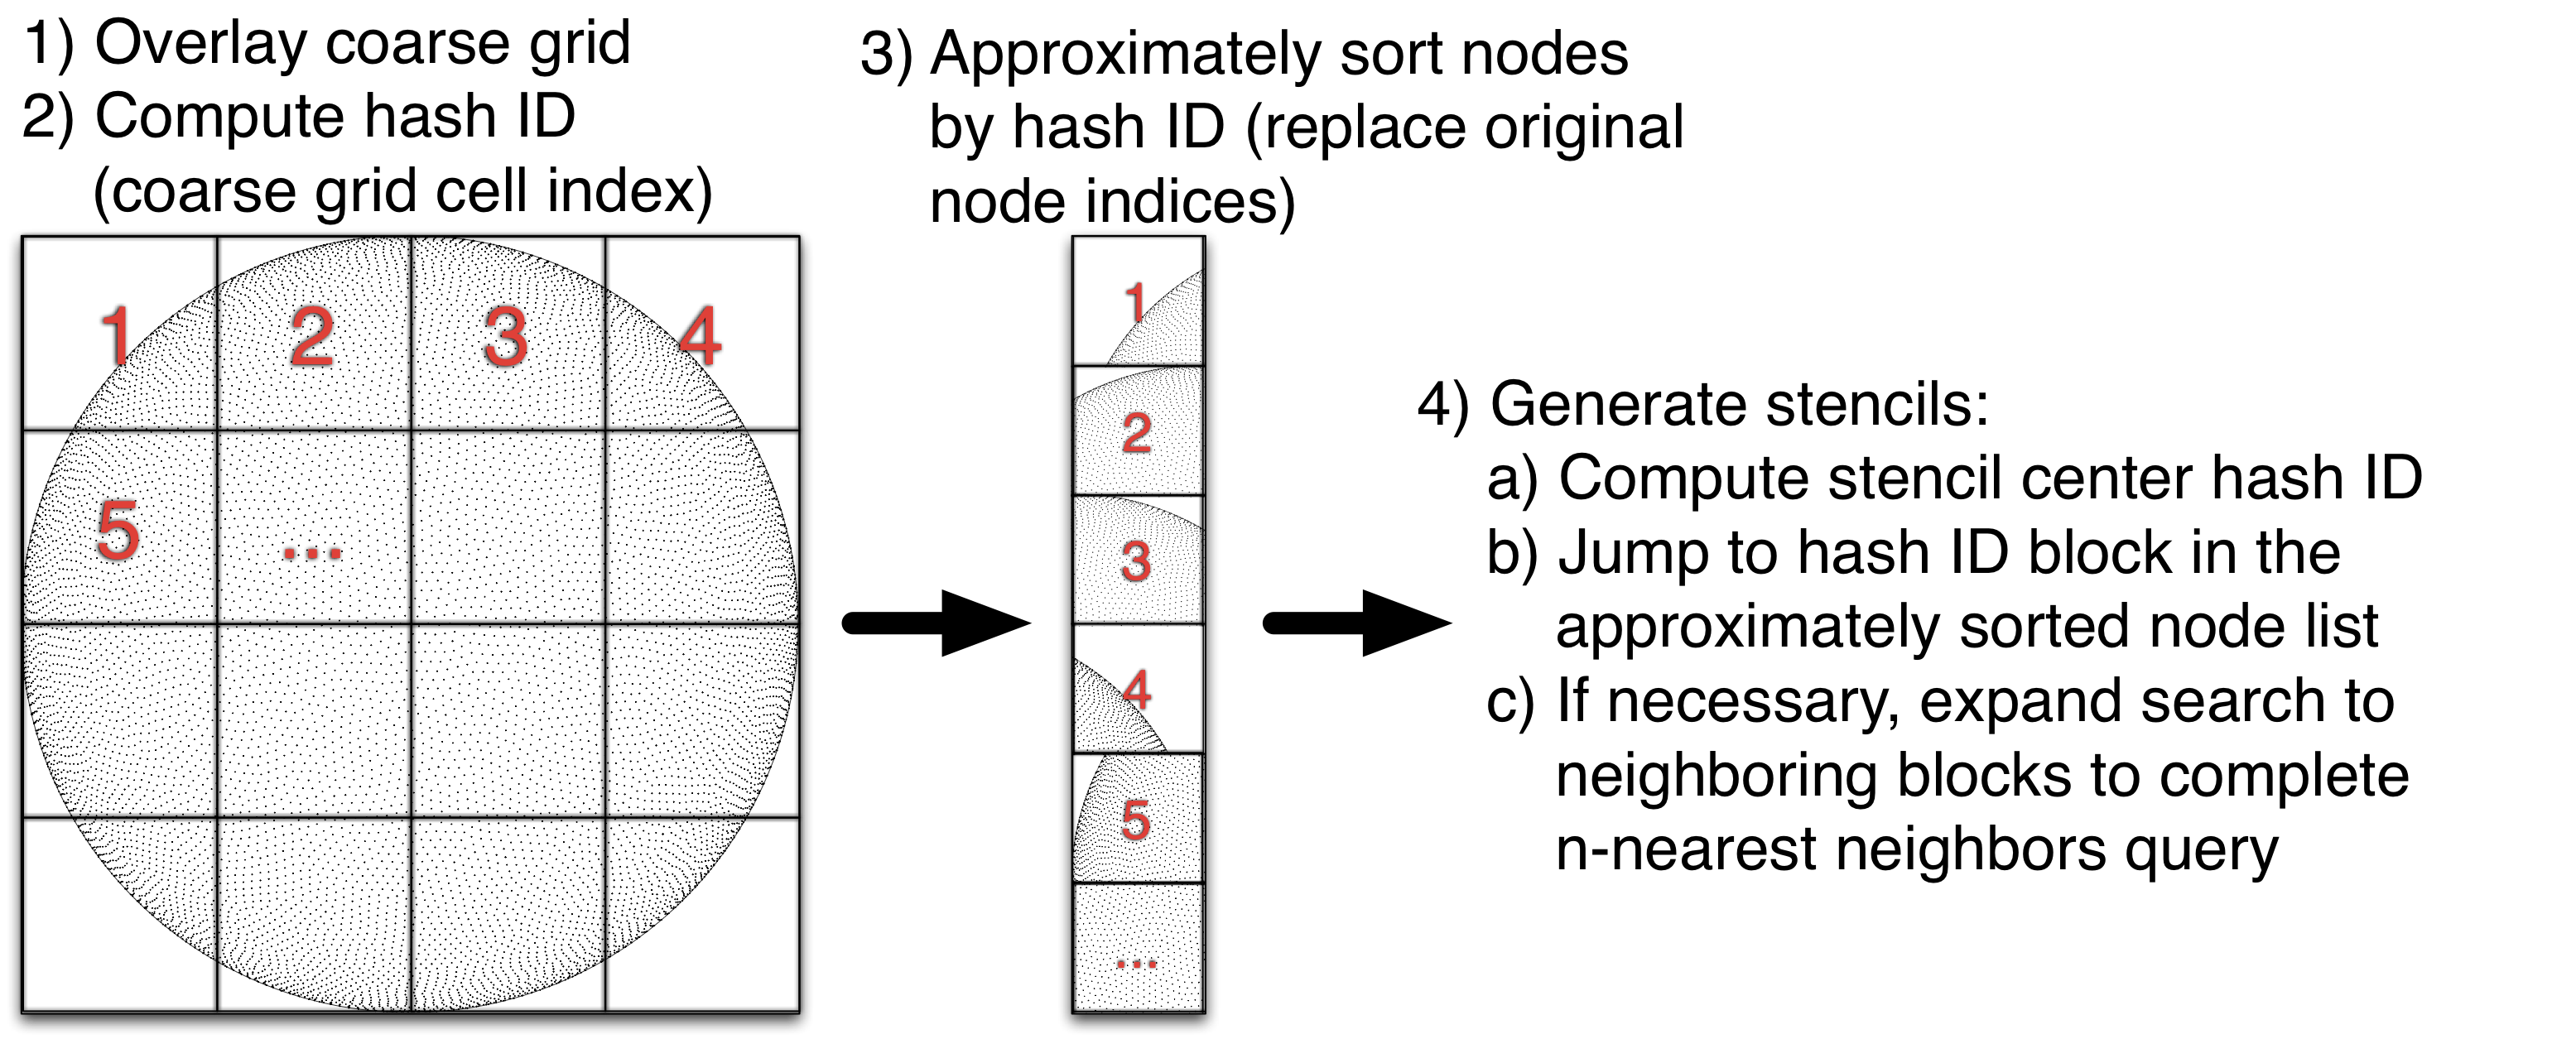 1) Overlay coarse grid
2) Compute hash ID
(coarse grid cell index)
3) Approximately sort nodes
by hash ID (replace original
node indices)
1
2
3
4
5
...
1
2
3
4
5
...
4) Generate stencils:
a) Compute stencil center hash ID
b) Jump to hash ID block in the
approximately sorted node list
c) If necessary, expand search to
neighboring blocks to complete
n-nearest neighbors query